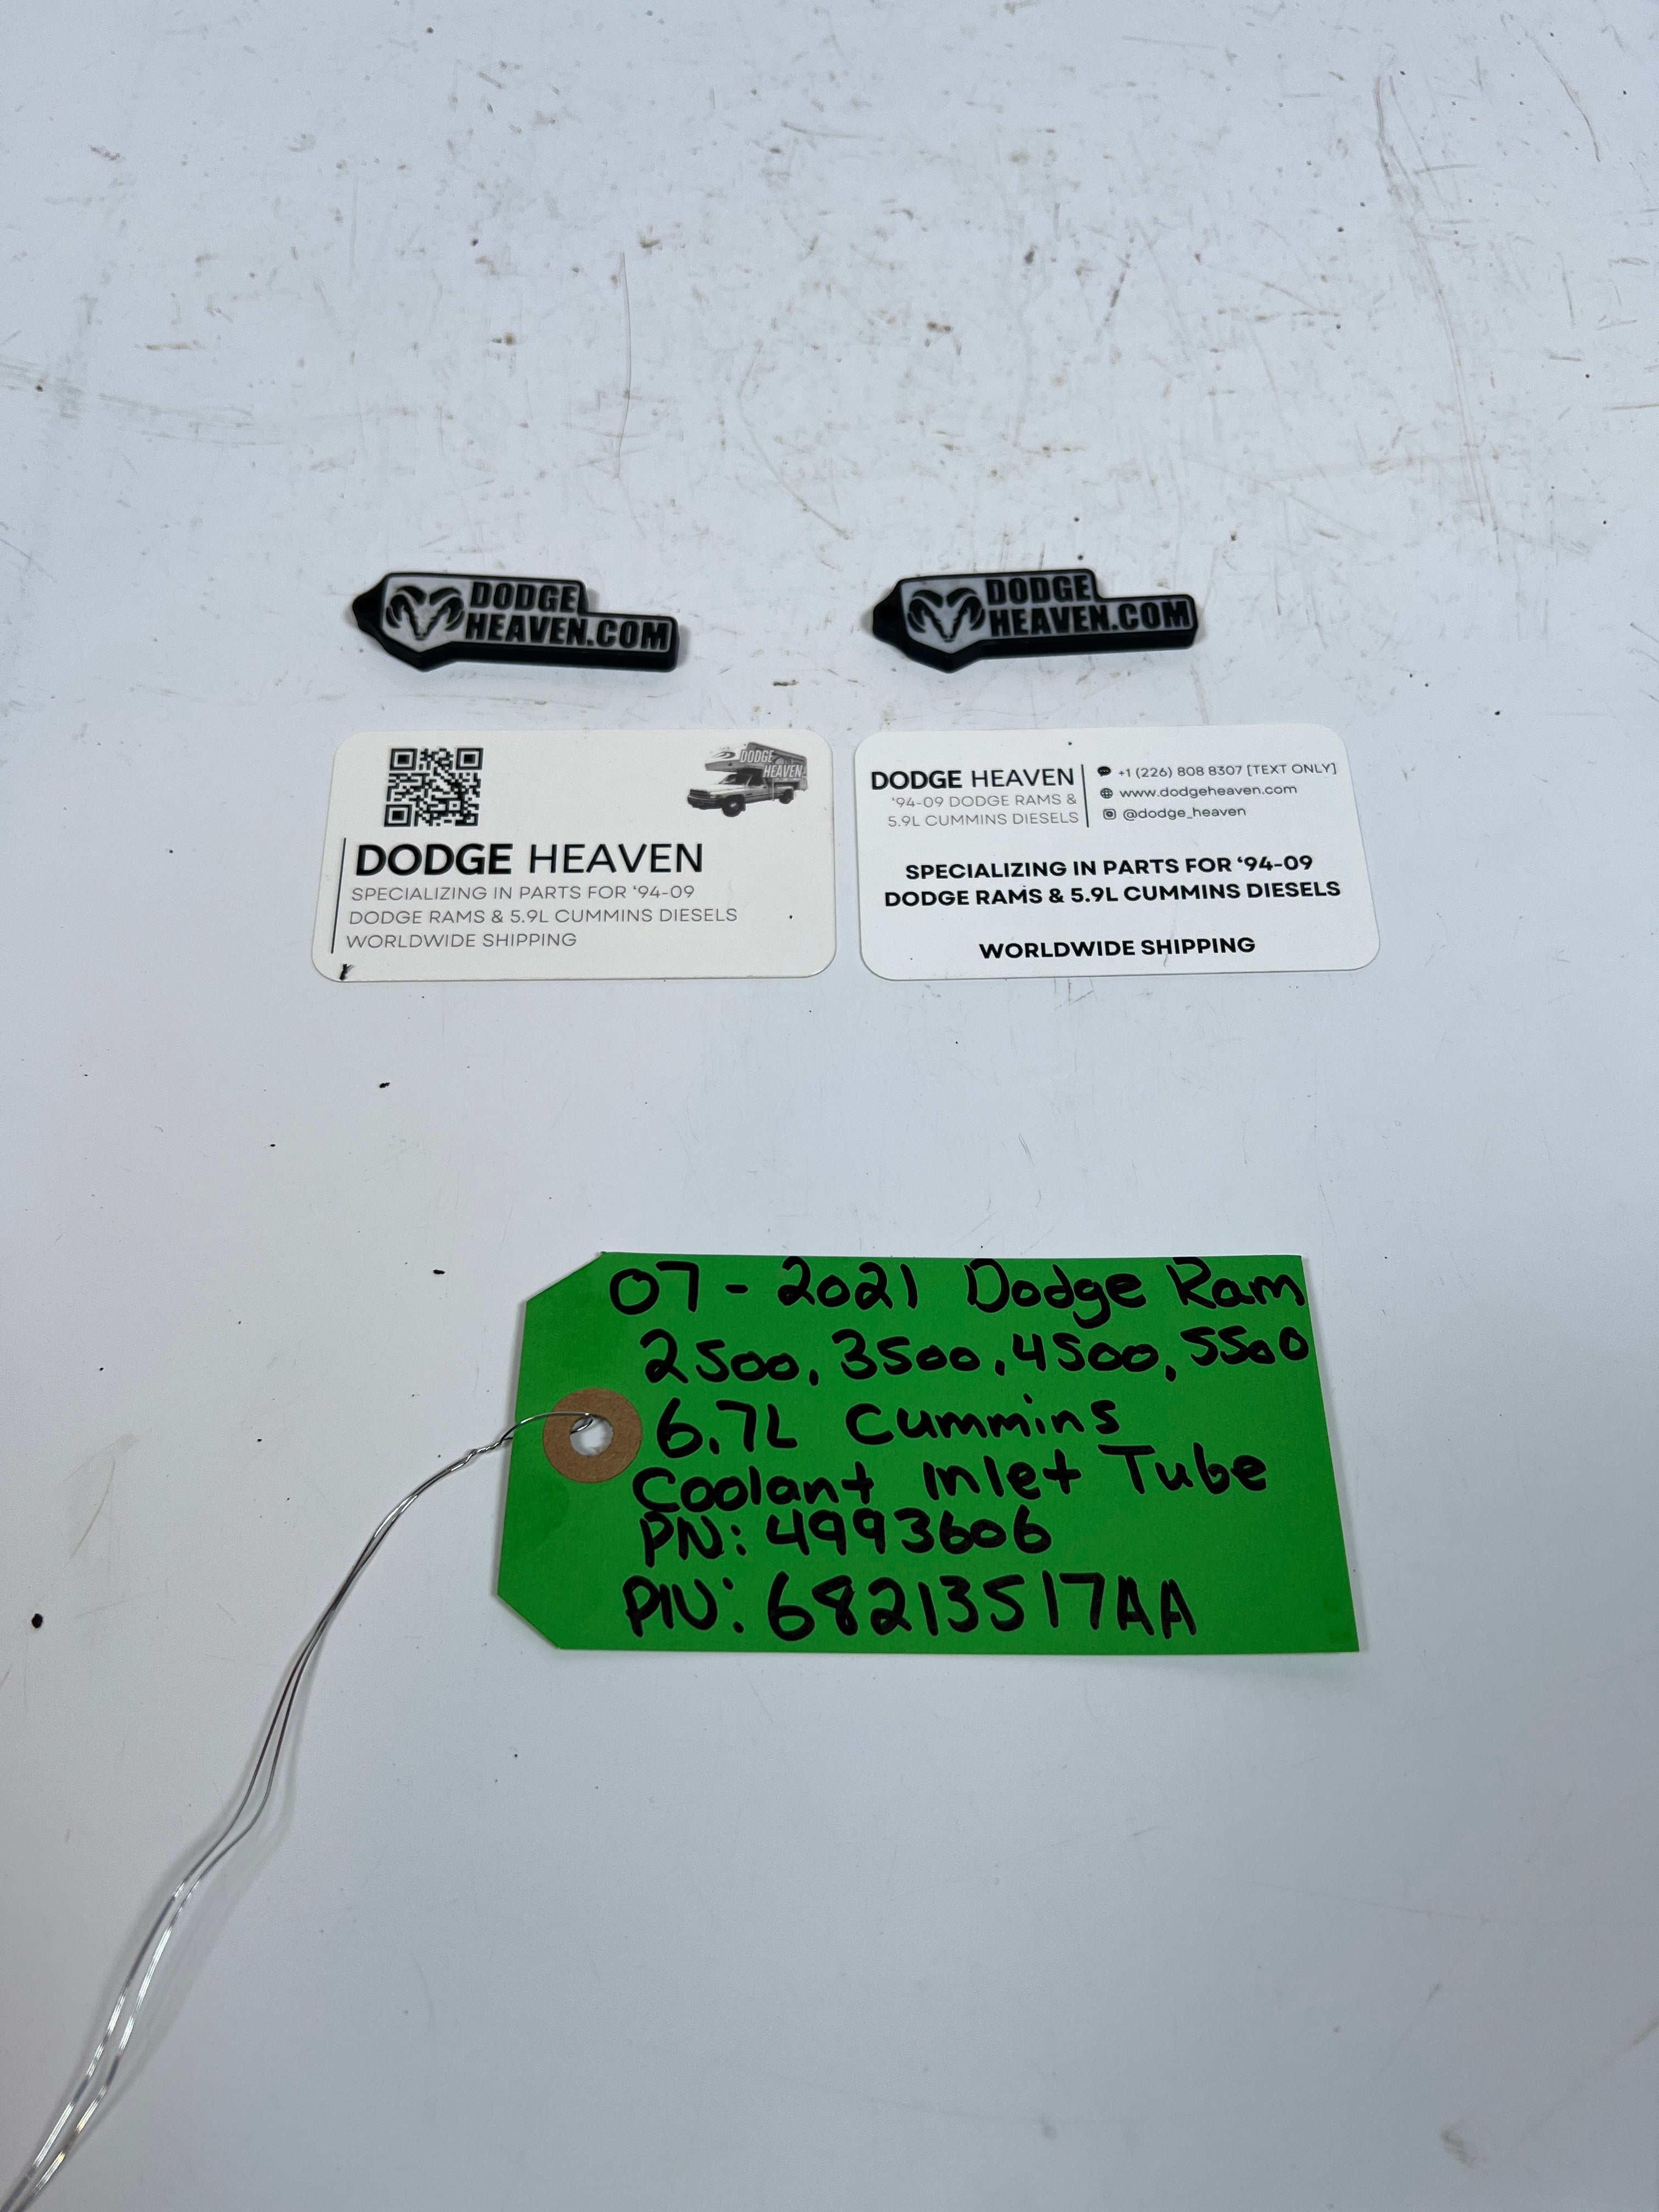 DODGE
HEAVEN.COM
DODGE
HEAVEN.COM
DODGE
HEAVEN
DODGE HEAVEN
SPECIALIZING IN PARTS FOR ‘94-09
DODGE RAMS & 5.9L CUMMINS DIESELS
WORLDWIDE SHIPPING
DODGE HEAVEN
‘94-09 DODGE RAMS &
5.9L CUMMINS DIESELS
+1 (226) 808 8307 [TEXT ONLY]
www.dodgeheaven.com
@dodge_heaven
SPECIALIZING IN PARTS FOR ‘94-09
DODGE RAMS & 5.9L CUMMINS DIESELS
WORLDWIDE SHIPPING
07-2021 Dodge Ram
2500, 3500, 4500, 5500
6.7L Cummins
Coolant Inlet Tube
PN: 4993606
PN: 68213517AA